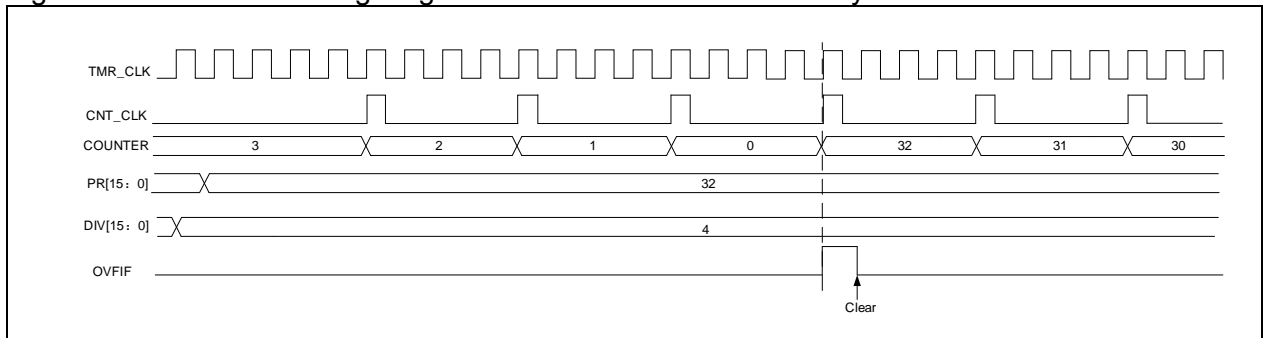 TMR_CLK
CNT_CLK
COUNTER 3 2 1 0 32 31 30
PR[15：0] 32
DIV[15：0] 4
OVFIF
Clear